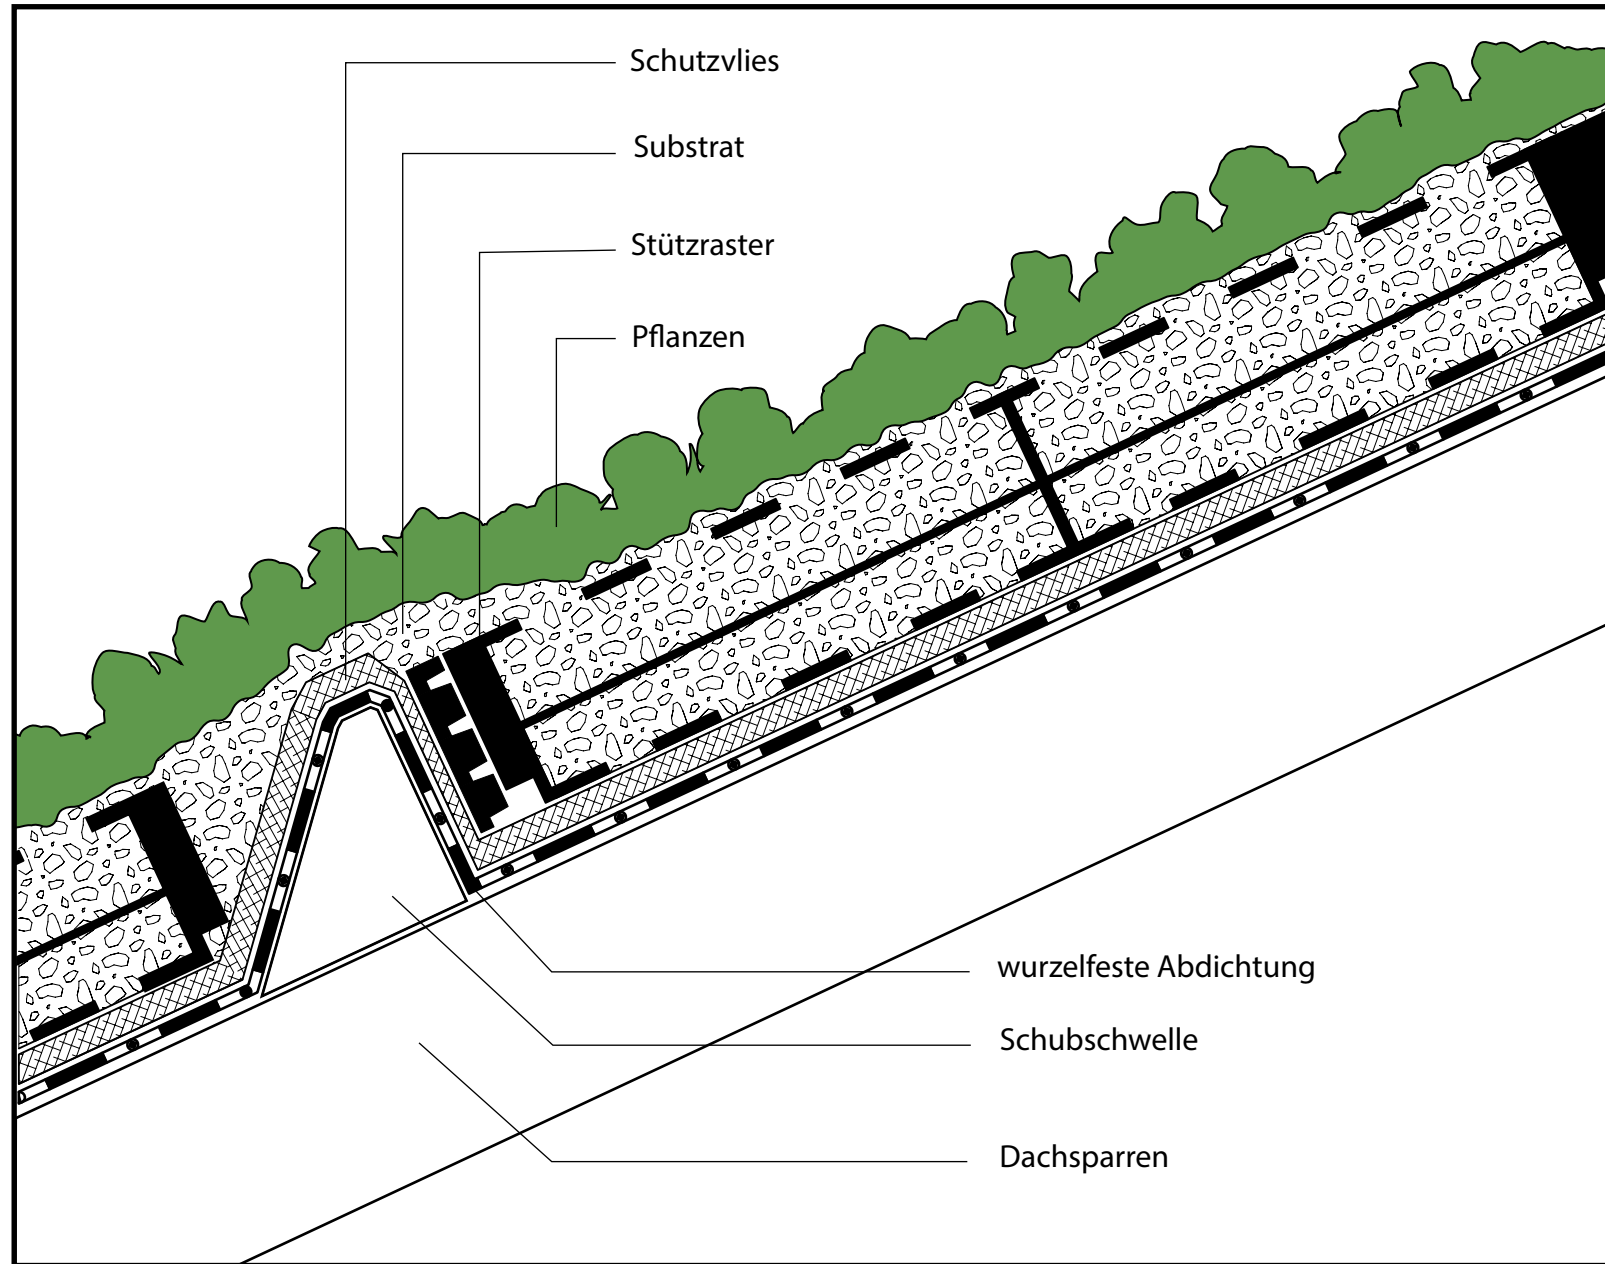 Schutzvlies
Substrat
Stützraster
Pflanzen
wurzelfeste Abdichtung
Schubschwelle
Dachsparren